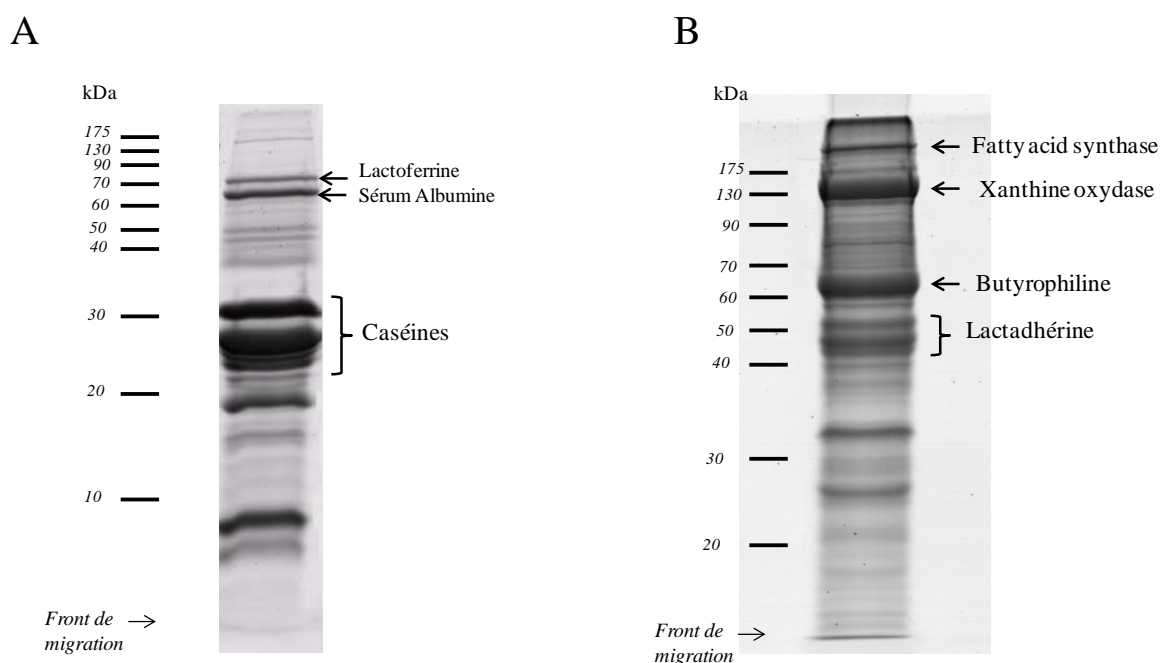 A
kDa
175
130
90
70
60
50
40
30
20
10
Lactoferrine
Sérum Albumine
Caséines
Front de
migration
B
kDa
175
130
90
70
60
50
40
30
20
Fatty acid synthase
Xanthine oxydase
Butyrophiline
Lactadhérine
Front de
migration